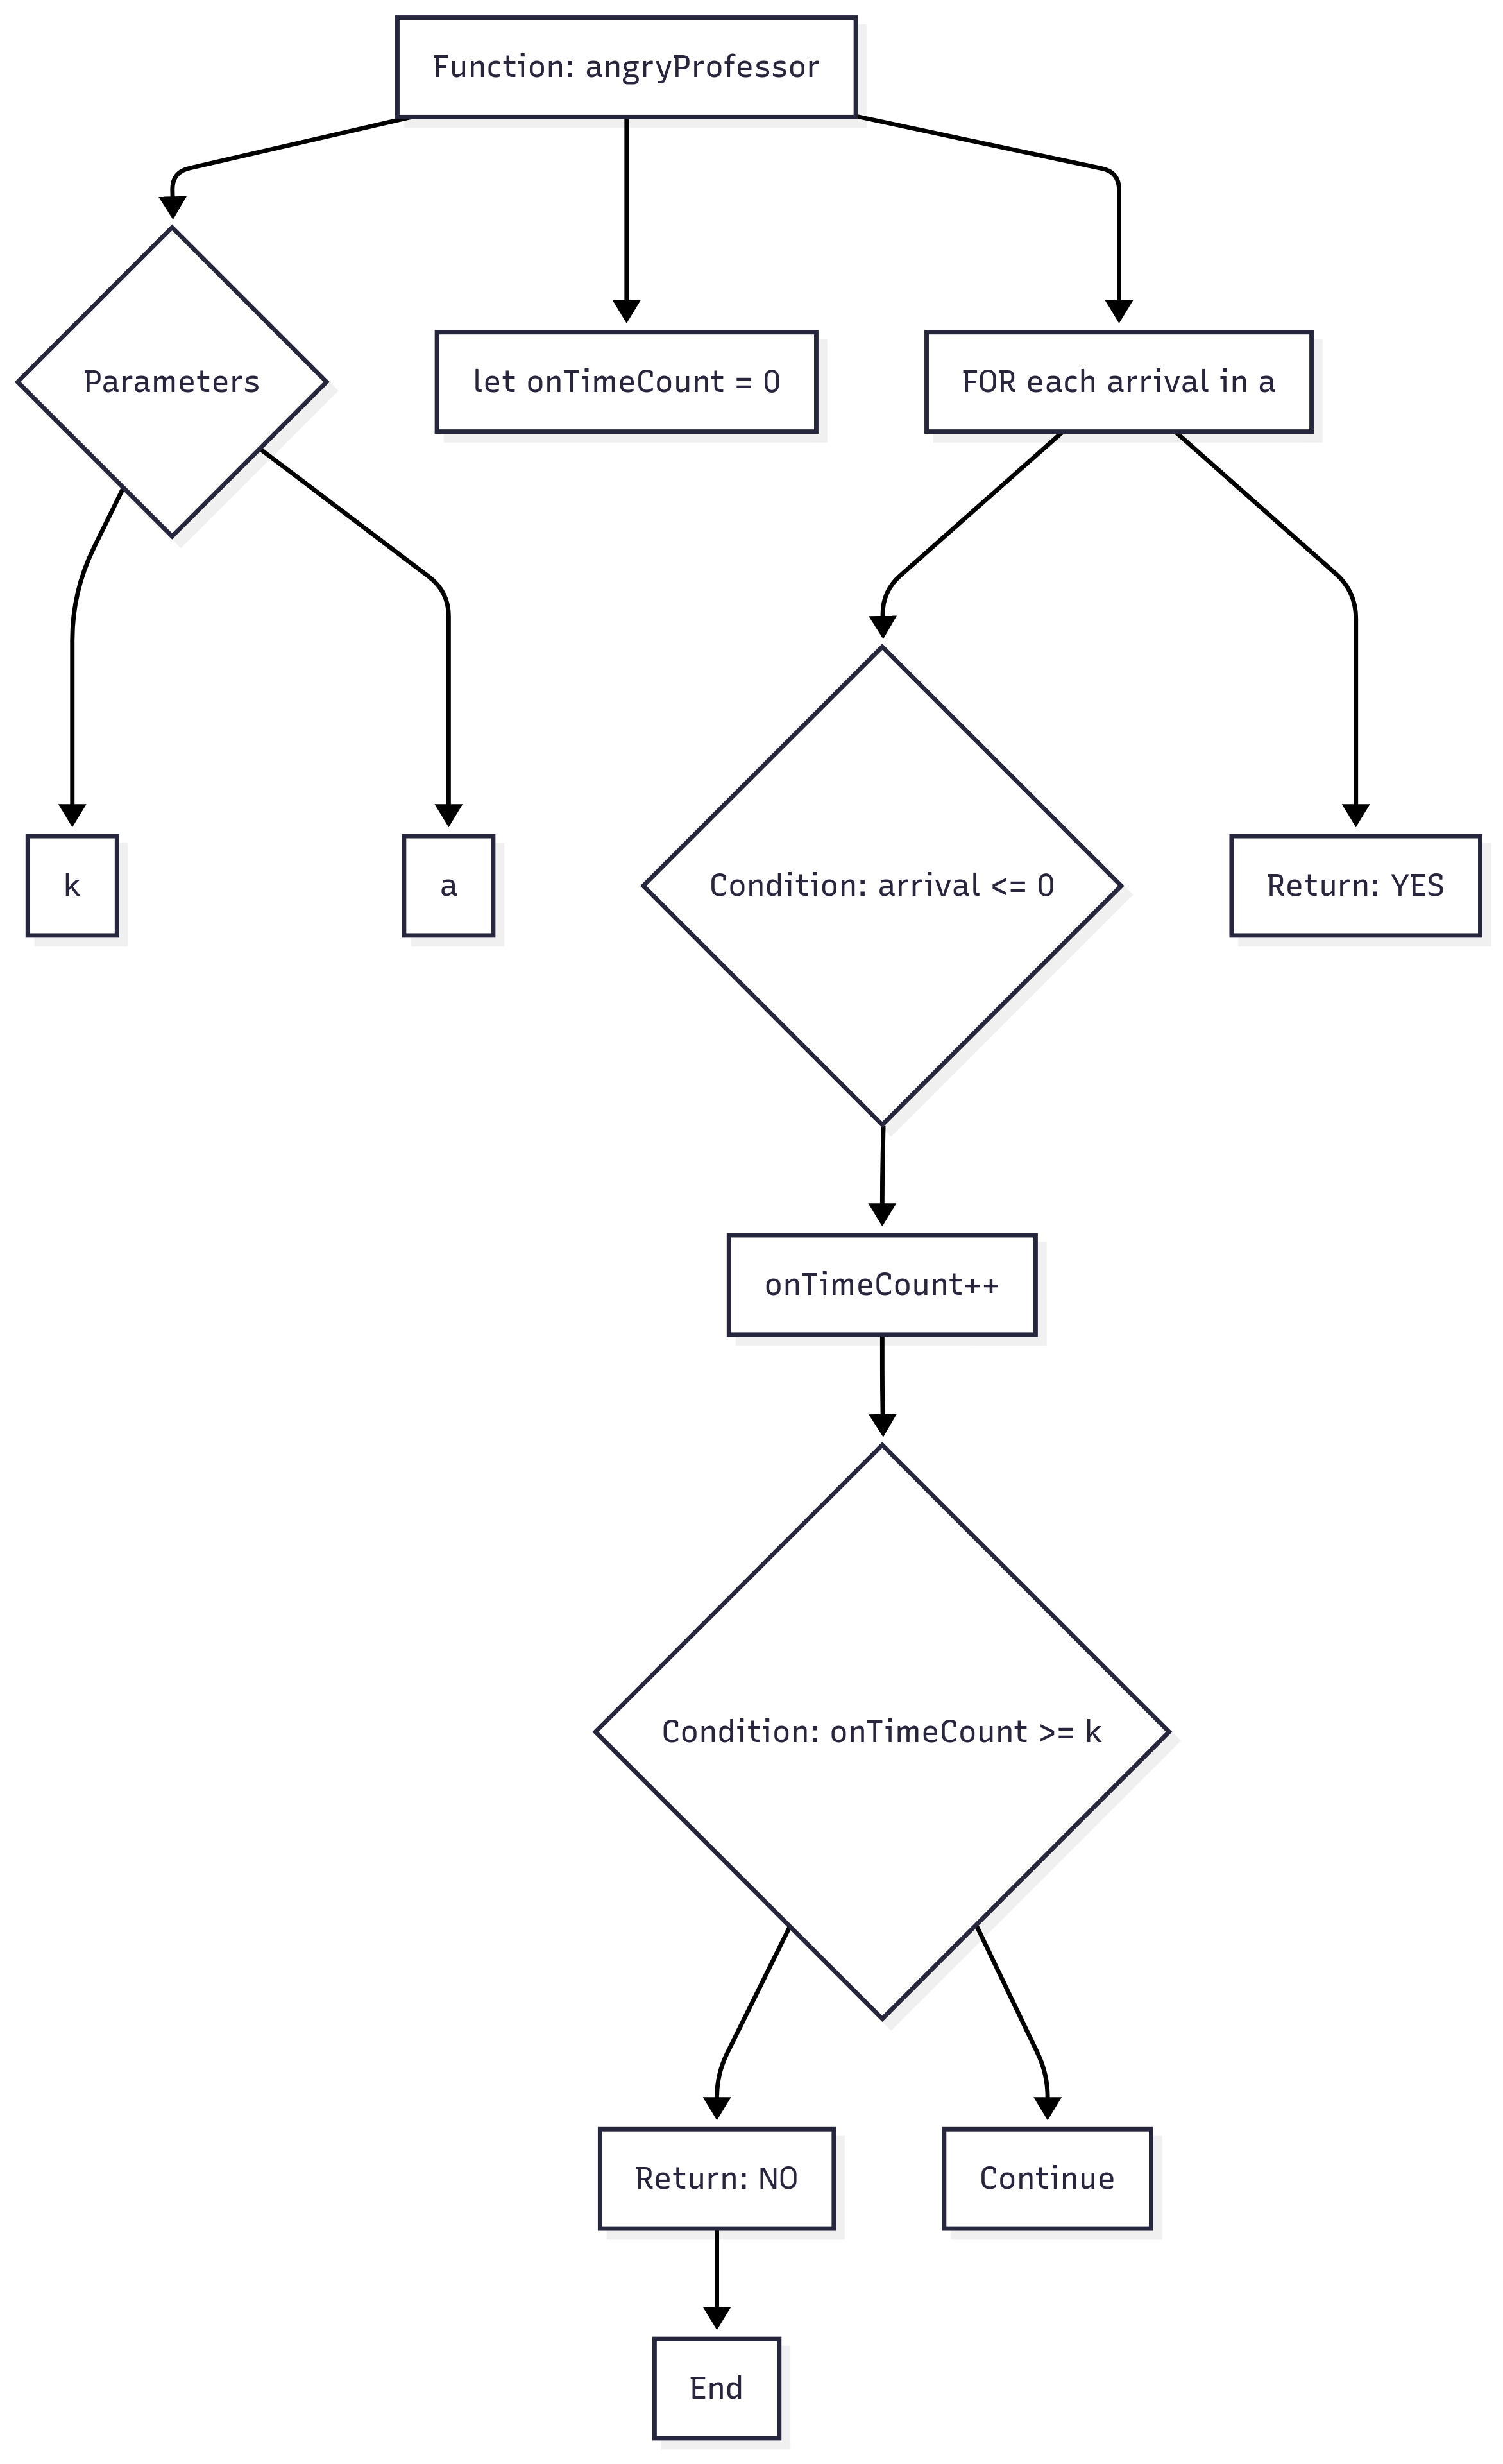 Function: angryProfessor
Parameters
let onTimeCount = 0
FOR each arrival in a
k
a
Condition: arrival <= 0
Return: YES
onTimeCount++
Condition: onTimeCount >= k
Return: NO
Continue
End